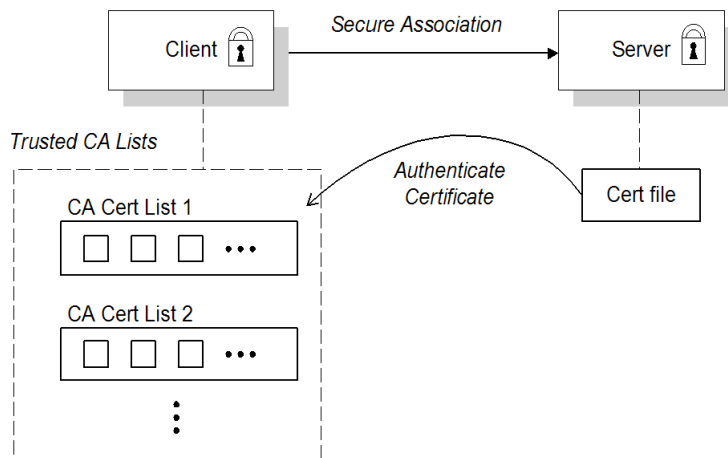 Secure Association
Client
Server
Trusted CA Lists
Authenticate
Certificate
Cert file
CA Cert List 1
CA Cert List 2